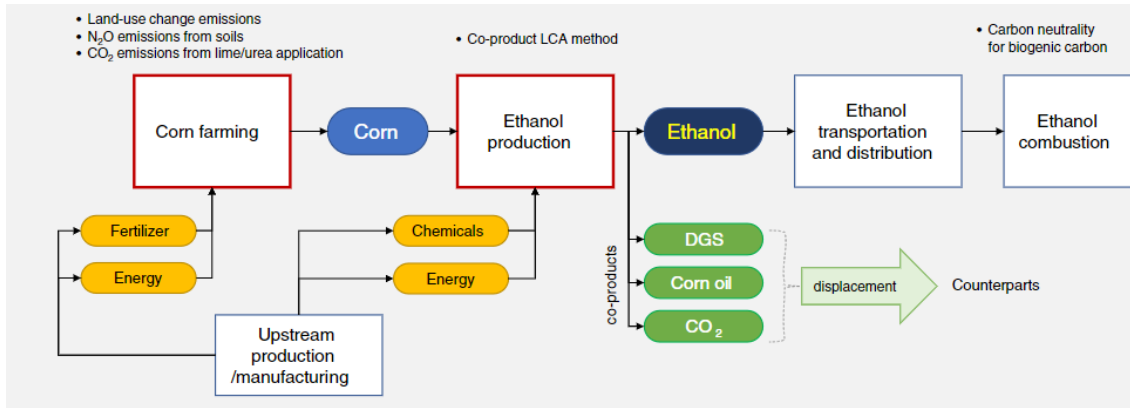 • Land-use change emissions
• N₂O emissions from soils
• CO₂ emissions from lime/urea application
• Co-product LCA method
• Carbon neutrality
for biogenic carbon
Corn farming
Corn
Ethanol
production
Ethanol
Ethanol
transportation
and distribution
Ethanol
combustion
Fertilizer
Energy
Chemicals
Energy
Upstream
production
/manufacturing
co-products
DGS
Corn oil
CO₂
displacement
Counterparts